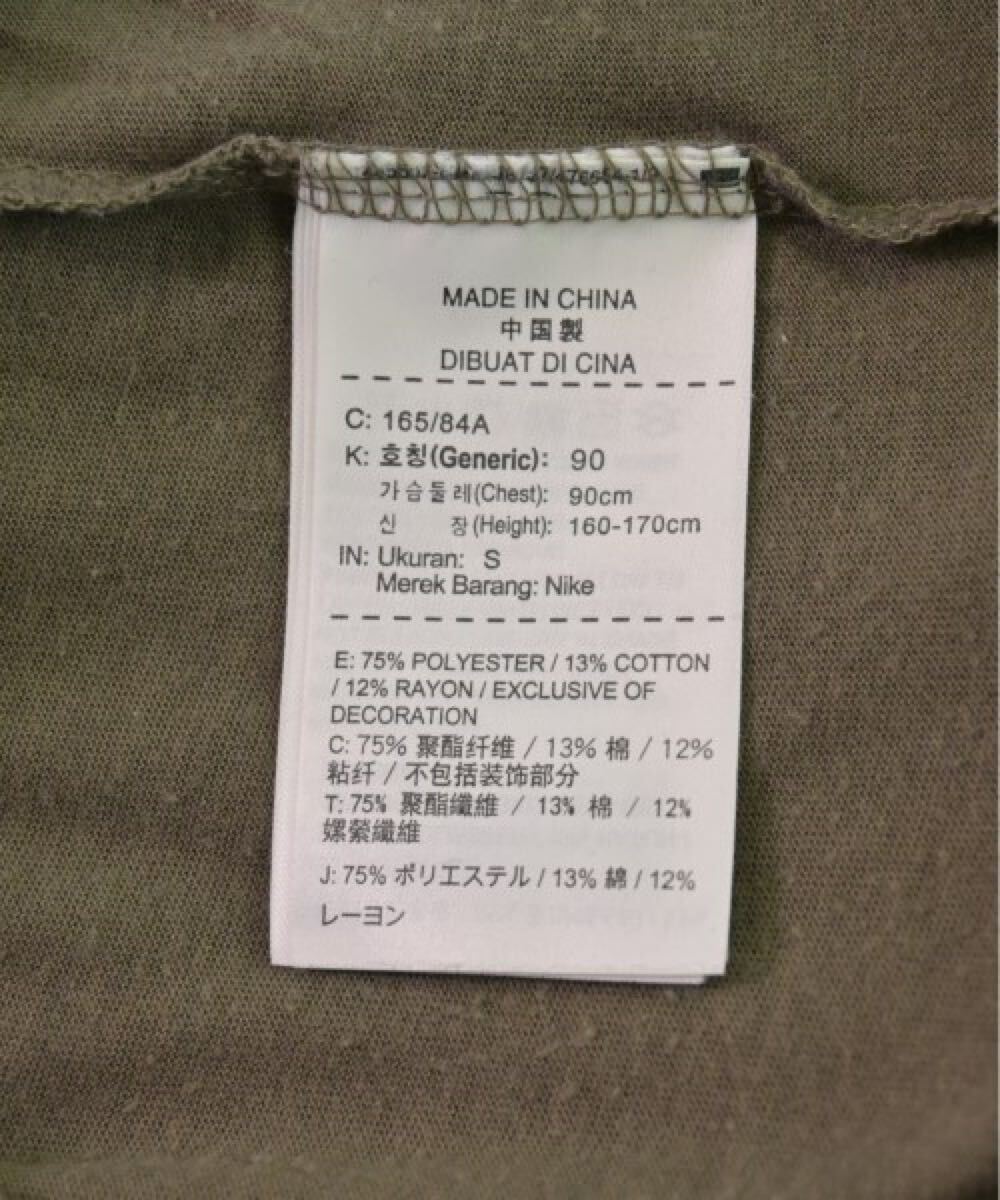 MADE IN CHINA
中国製
DIBUAT DI CINA
C: 165/84A
K: 호칭(Generic): 90
가슴둘레(Chest): 90cm
신 장(Height): 160-170cm
IN: Ukuran: S
Merek Barang: Nike
E: 75% POLYESTER / 13% COTTON
/ 12% RAYON / EXCLUSIVE OF
DECORATION
C: 75% 聚酯纤维 / 13% 棉 / 12%
粘纤 / 不包括装饰部分
T: 75% 聚酯纖維 / 13% 棉 / 12%
嫘縈纖維
J: 75% ポリエステル / 13% 綿 / 12%
レーヨン